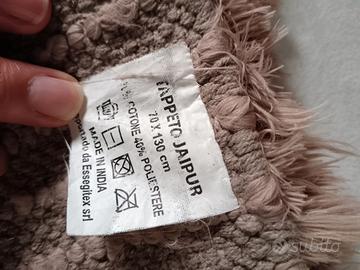 TAPPETO JAIPUR
70 X 130 cm
% COTONE 40% POLIESTERE
MADE IN INDIA
da Essegitex srl
subito